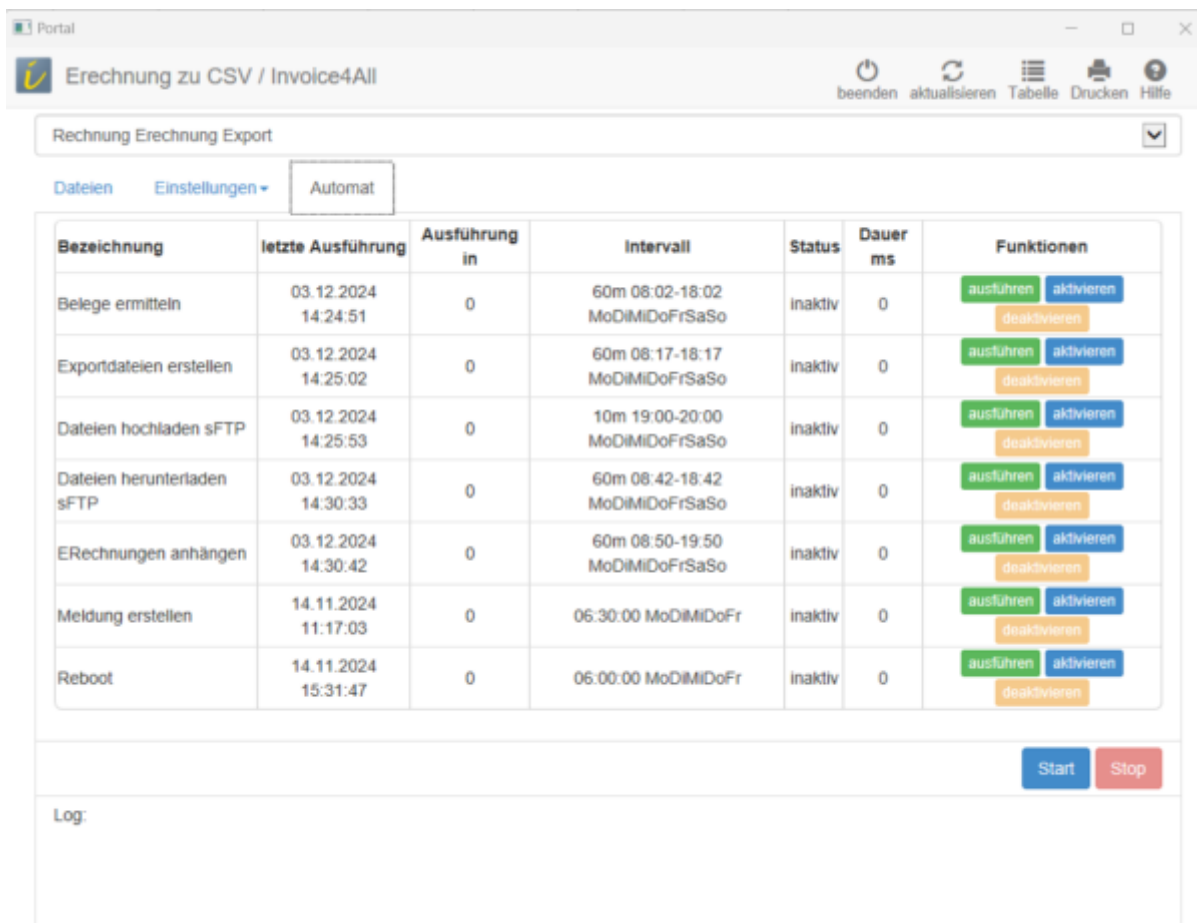 Portal
Erechnung zu CSV / Invoice4All
beenden aktualisieren Tabelle Drucken Hilfe
Rechnung Erechnung Export
Dateien Einstellungen Automat
Bezeichnung letzte Ausführung Ausführung in Intervall Status Dauer ms Funktionen
Belege ermitteln 03.12.2024 14:24:51 0 60m 08:02-18:02 MoDiMiDoFrSaSo inaktiv 0 ausführen aktivieren deaktivieren
Exportdateien erstellen 03.12.2024 14:25:02 0 60m 08:17-18:17 MoDiMiDoFrSaSo inaktiv 0 ausführen aktivieren deaktivieren
Dateien hochladen sFTP 03.12.2024 14:25:53 0 10m 19:00-20:00 MoDiMiDoFrSaSo inaktiv 0 ausführen aktivieren deaktivieren
Dateien herunterladen sFTP 03.12.2024 14:30:33 0 60m 08:42-18:42 MoDiMiDoFrSaSo inaktiv 0 ausführen aktivieren deaktivieren
ERechnungen anhängen 03.12.2024 14:30:42 0 60m 08:50-19:50 MoDiMiDoFrSaSo inaktiv 0 ausführen aktivieren deaktivieren
Meldung erstellen 14.11.2024 11:17:03 0 06:30:00 MoDiMiDoFr inaktiv 0 ausführen aktivieren deaktivieren
Reboot 14.11.2024 15:31:47 0 06:00:00 MoDiMiDoFr inaktiv 0 ausführen aktivieren deaktivieren
Start Stop
Log: